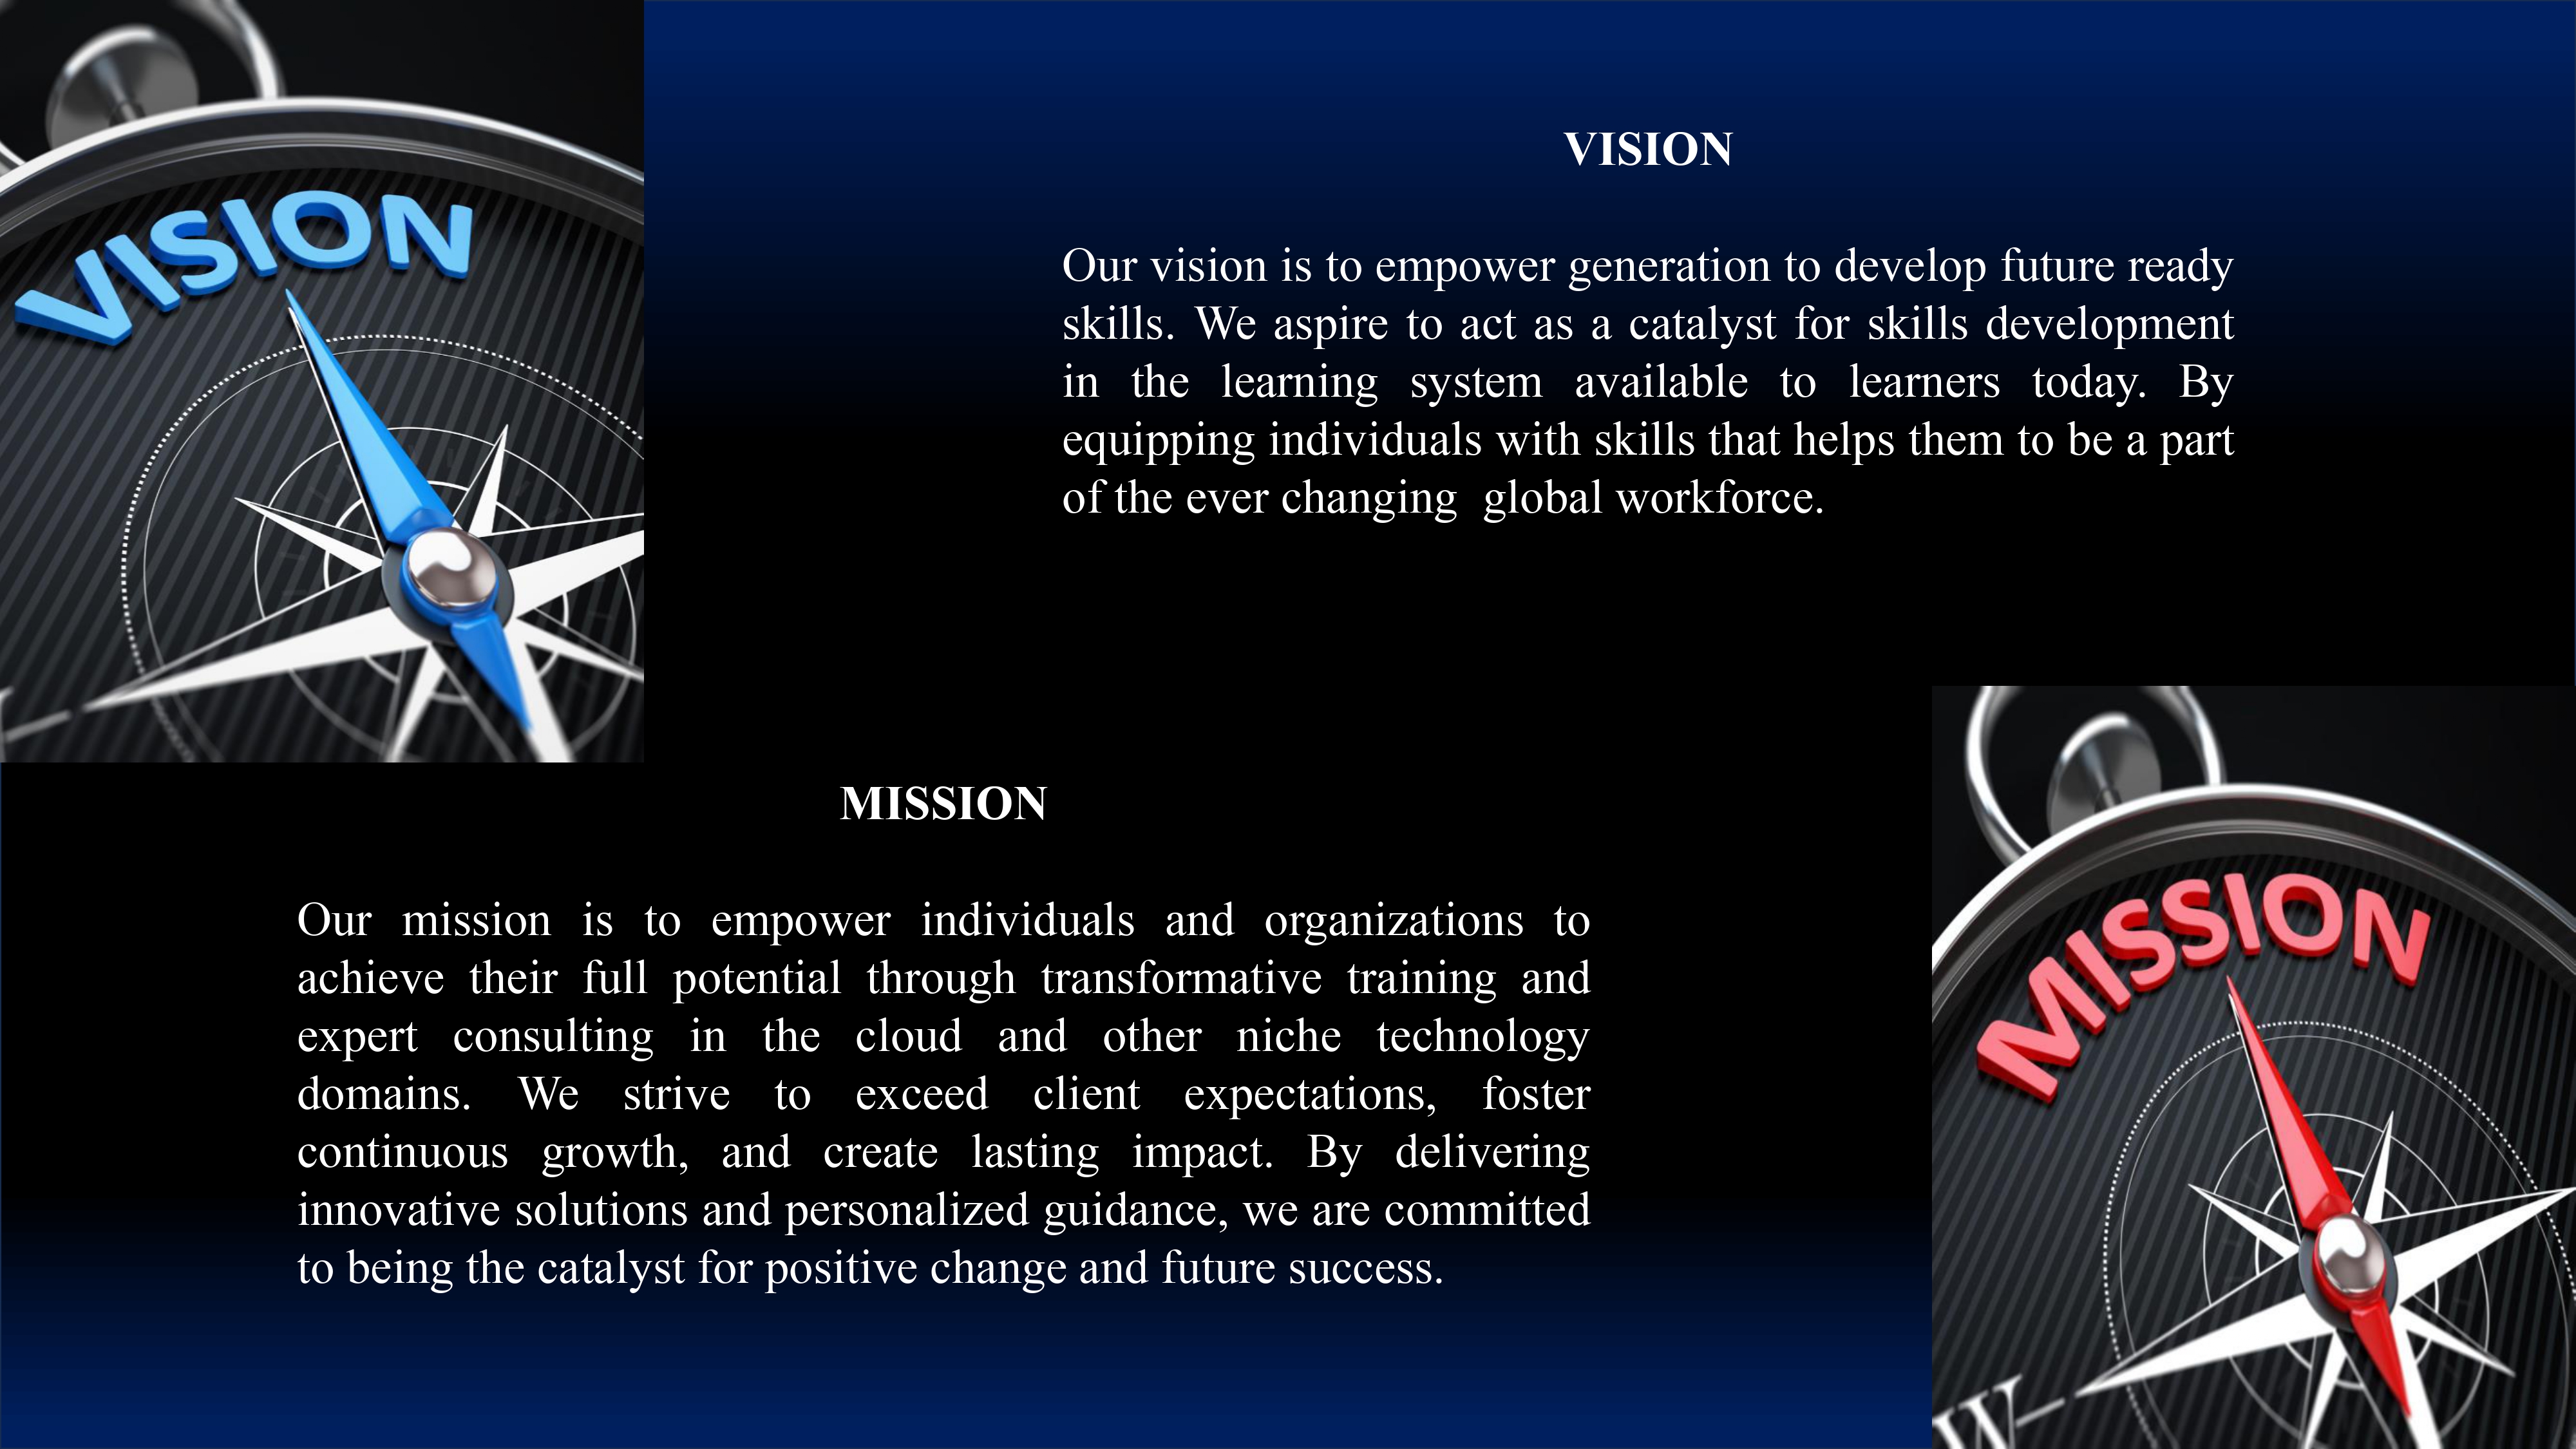 VISION
VISION
Our vision is to empower generation to develop future ready
skills. We aspire to act as a catalyst for skills development
in the learning system available to learners today. By
equipping individuals with skills that helps them to be a part
of the ever changing  global workforce.
MISSION
Our mission is to empower individuals and organizations to
achieve their full potential through transformative training and
expert consulting in the cloud and other niche technology
domains. We strive to exceed client expectations, foster
continuous growth, and create lasting impact. By delivering
innovative solutions and personalized guidance, we are committed
to being the catalyst for positive change and future success.
MISSION
W